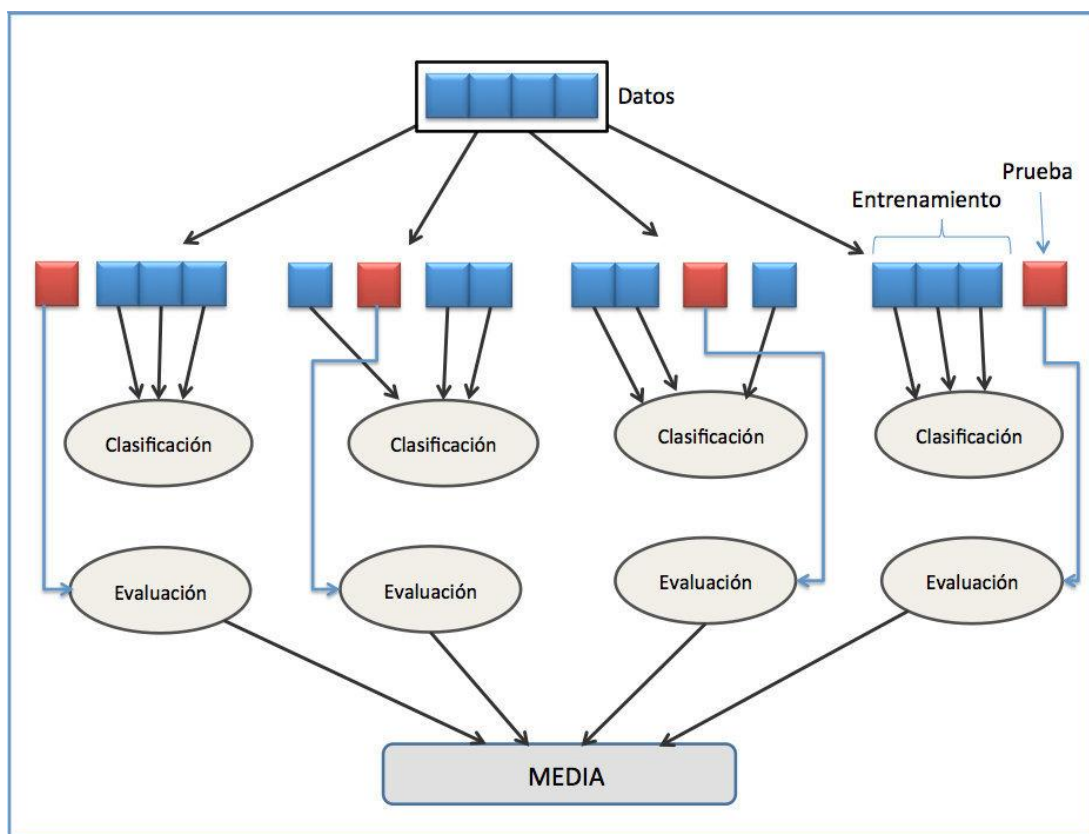 Datos
Prueba
Entrenamiento
Clasificación
Clasificación
Clasificación
Clasificación
Evaluación
Evaluación
Evaluación
Evaluación
MEDIA